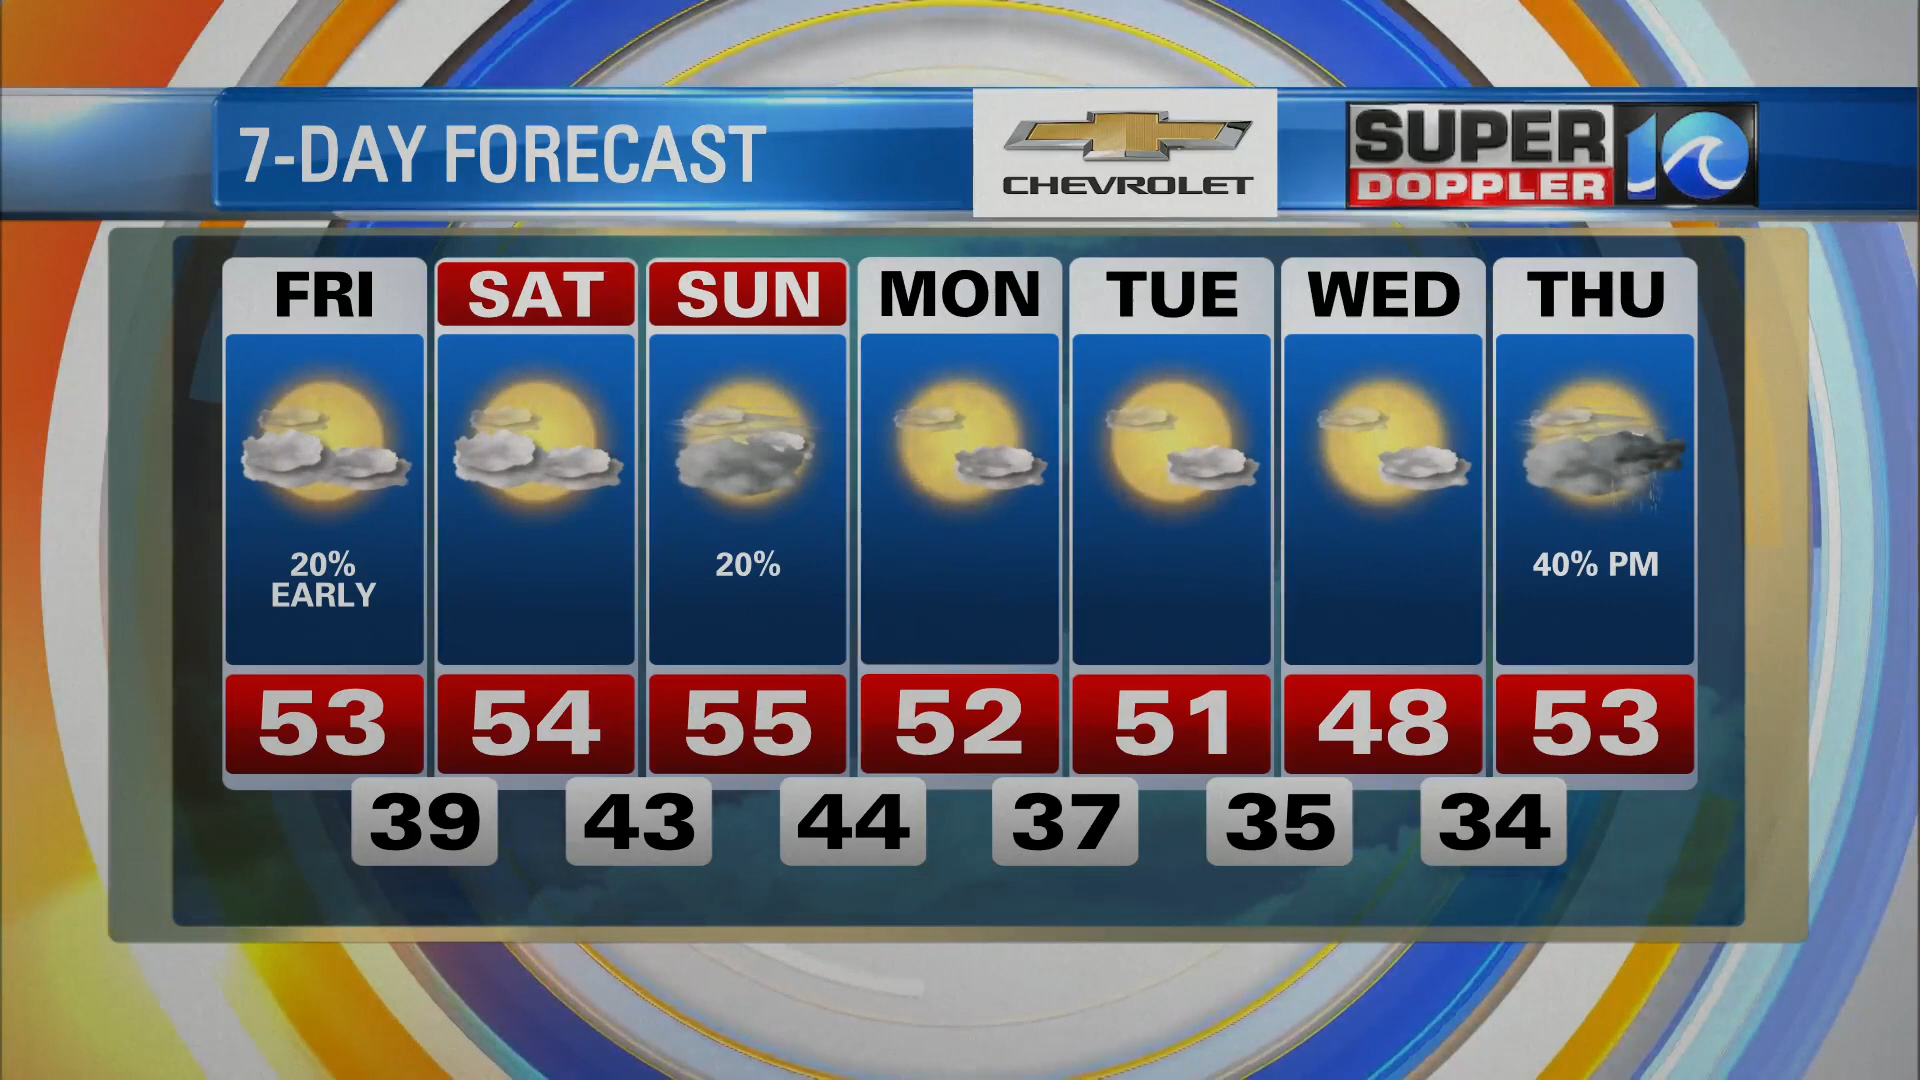 7-DAY FORECAST
CHEVROLET
SUPER
DOPPLER
10
FRI SAT SUN MON TUE WED THU
20% 20% 40% PM
EARLY
53 54 55 52 51 48 53
39 43 44 37 35 34